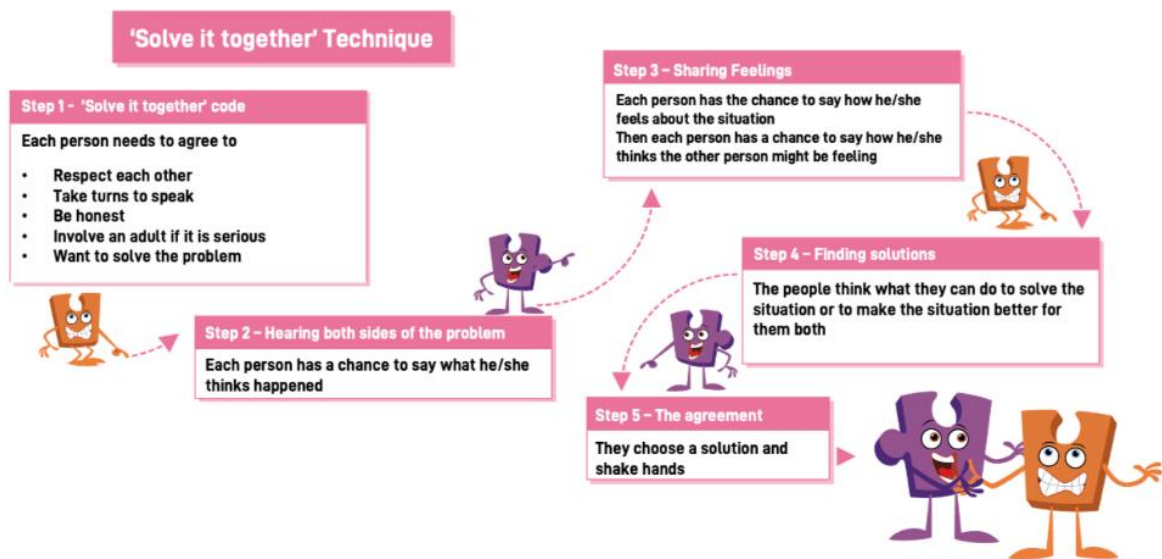 'Solve it together' Technique
Step 1 - 'Solve it together' code
Each person needs to agree to
• Respect each other
• Take turns to speak
• Be honest
• Involve an adult if it is serious
• Want to solve the problem
Step 2 – Hearing both sides of the problem
Each person has a chance to say what he/she
thinks happened
Step 3 – Sharing Feelings
Each person has the chance to say how he/she
feels about the situation
Then each person has a chance to say how he/she
thinks the other person might be feeling
Step 4 – Finding solutions
The people think what they can do to solve the
situation or to make the situation better for
them both
Step 5 – The agreement
They choose a solution and
shake hands